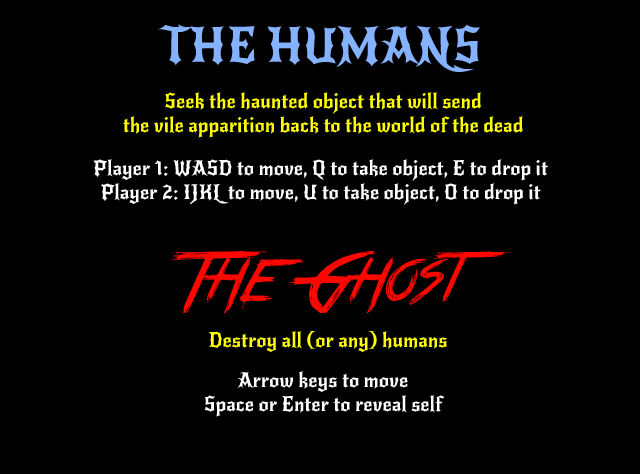 THE HUMANS
Seek the haunted object that will send
the vile apparition back to the world of the dead
Player 1: WASD to move, Q to take object, E to drop it
Player 2: IJKL to move, U to take object, O to drop it
THE GHOST
Destroy all (or any) humans
Arrow keys to move
Space or Enter to reveal self